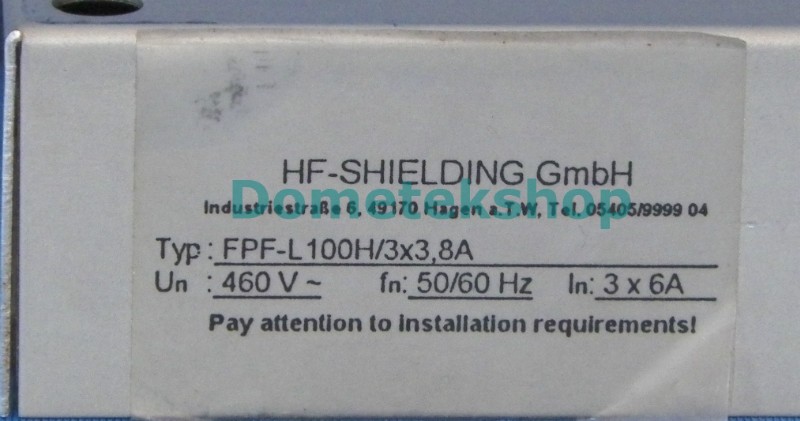 HF-SHIELDING GmbH
Dometekshop
Industriestraße 6, 49170 Hagen a.T.W, Tel. 05405/9999 04
Typ : FPF-L100H/3x3,8A
Un : 460 V ~ fn: 50/60 Hz In: 3 x 6A
Pay attention to installation requirements!